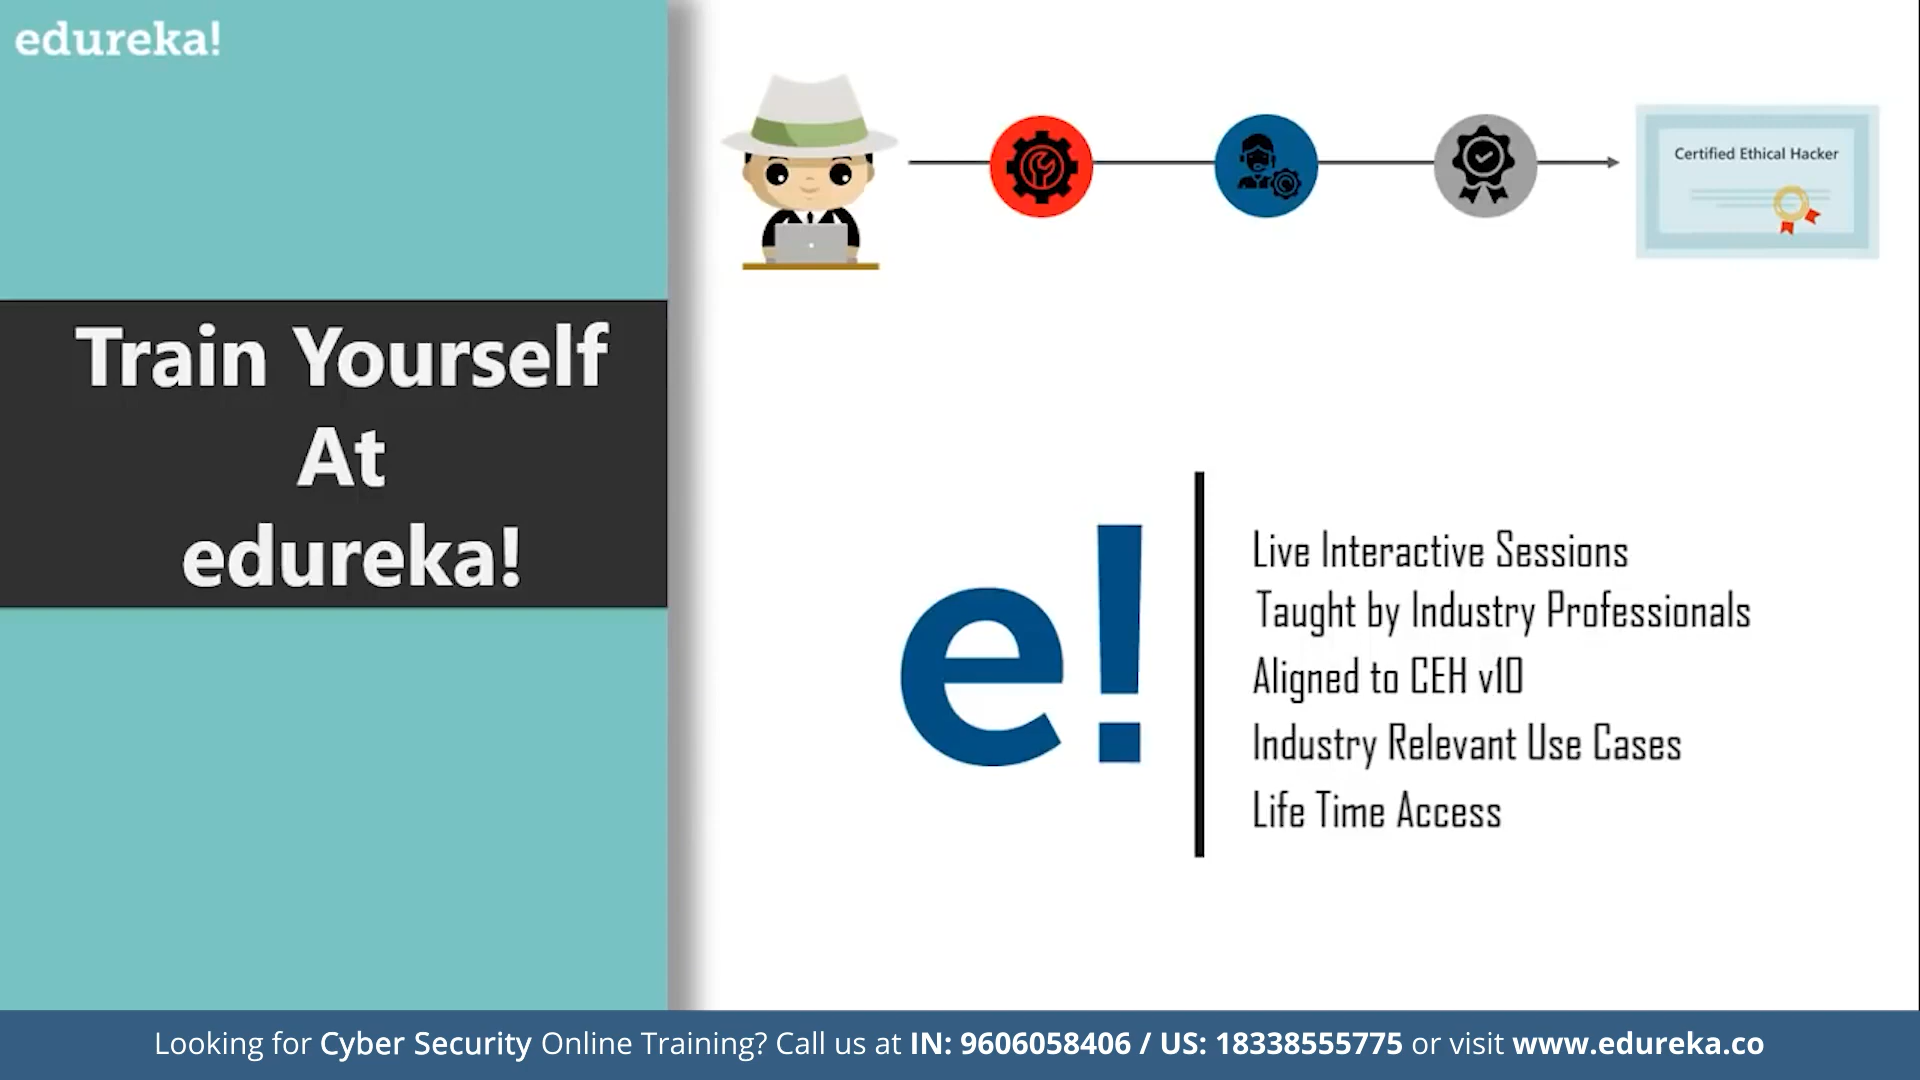 edureka!
Train Yourself
At
edureka!
Certified Ethical Hacker
e!
Live Interactive Sessions
Taught by Industry Professionals
Aligned to CEH v10
Industry Relevant Use Cases
Life Time Access
Looking for Cyber Security Online Training? Call us at IN: 9606058406 / US: 18338555775 or visit www.edureka.co